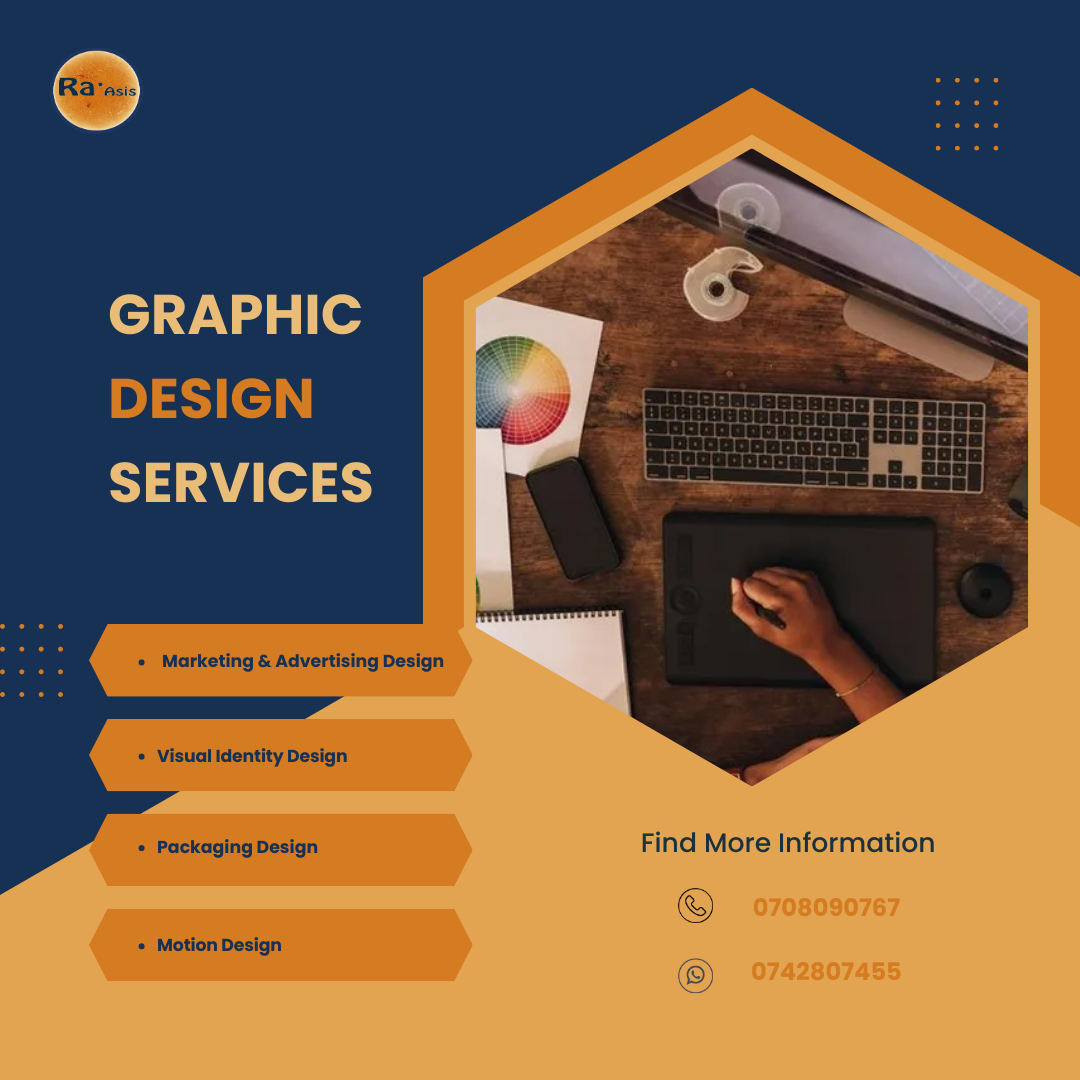 Ra• Asis
GRAPHIC
DESIGN
SERVICES
• Marketing & Advertising Design
• Visual Identity Design
• Packaging Design
• Motion Design
Find More Information
0708090767
0742807455